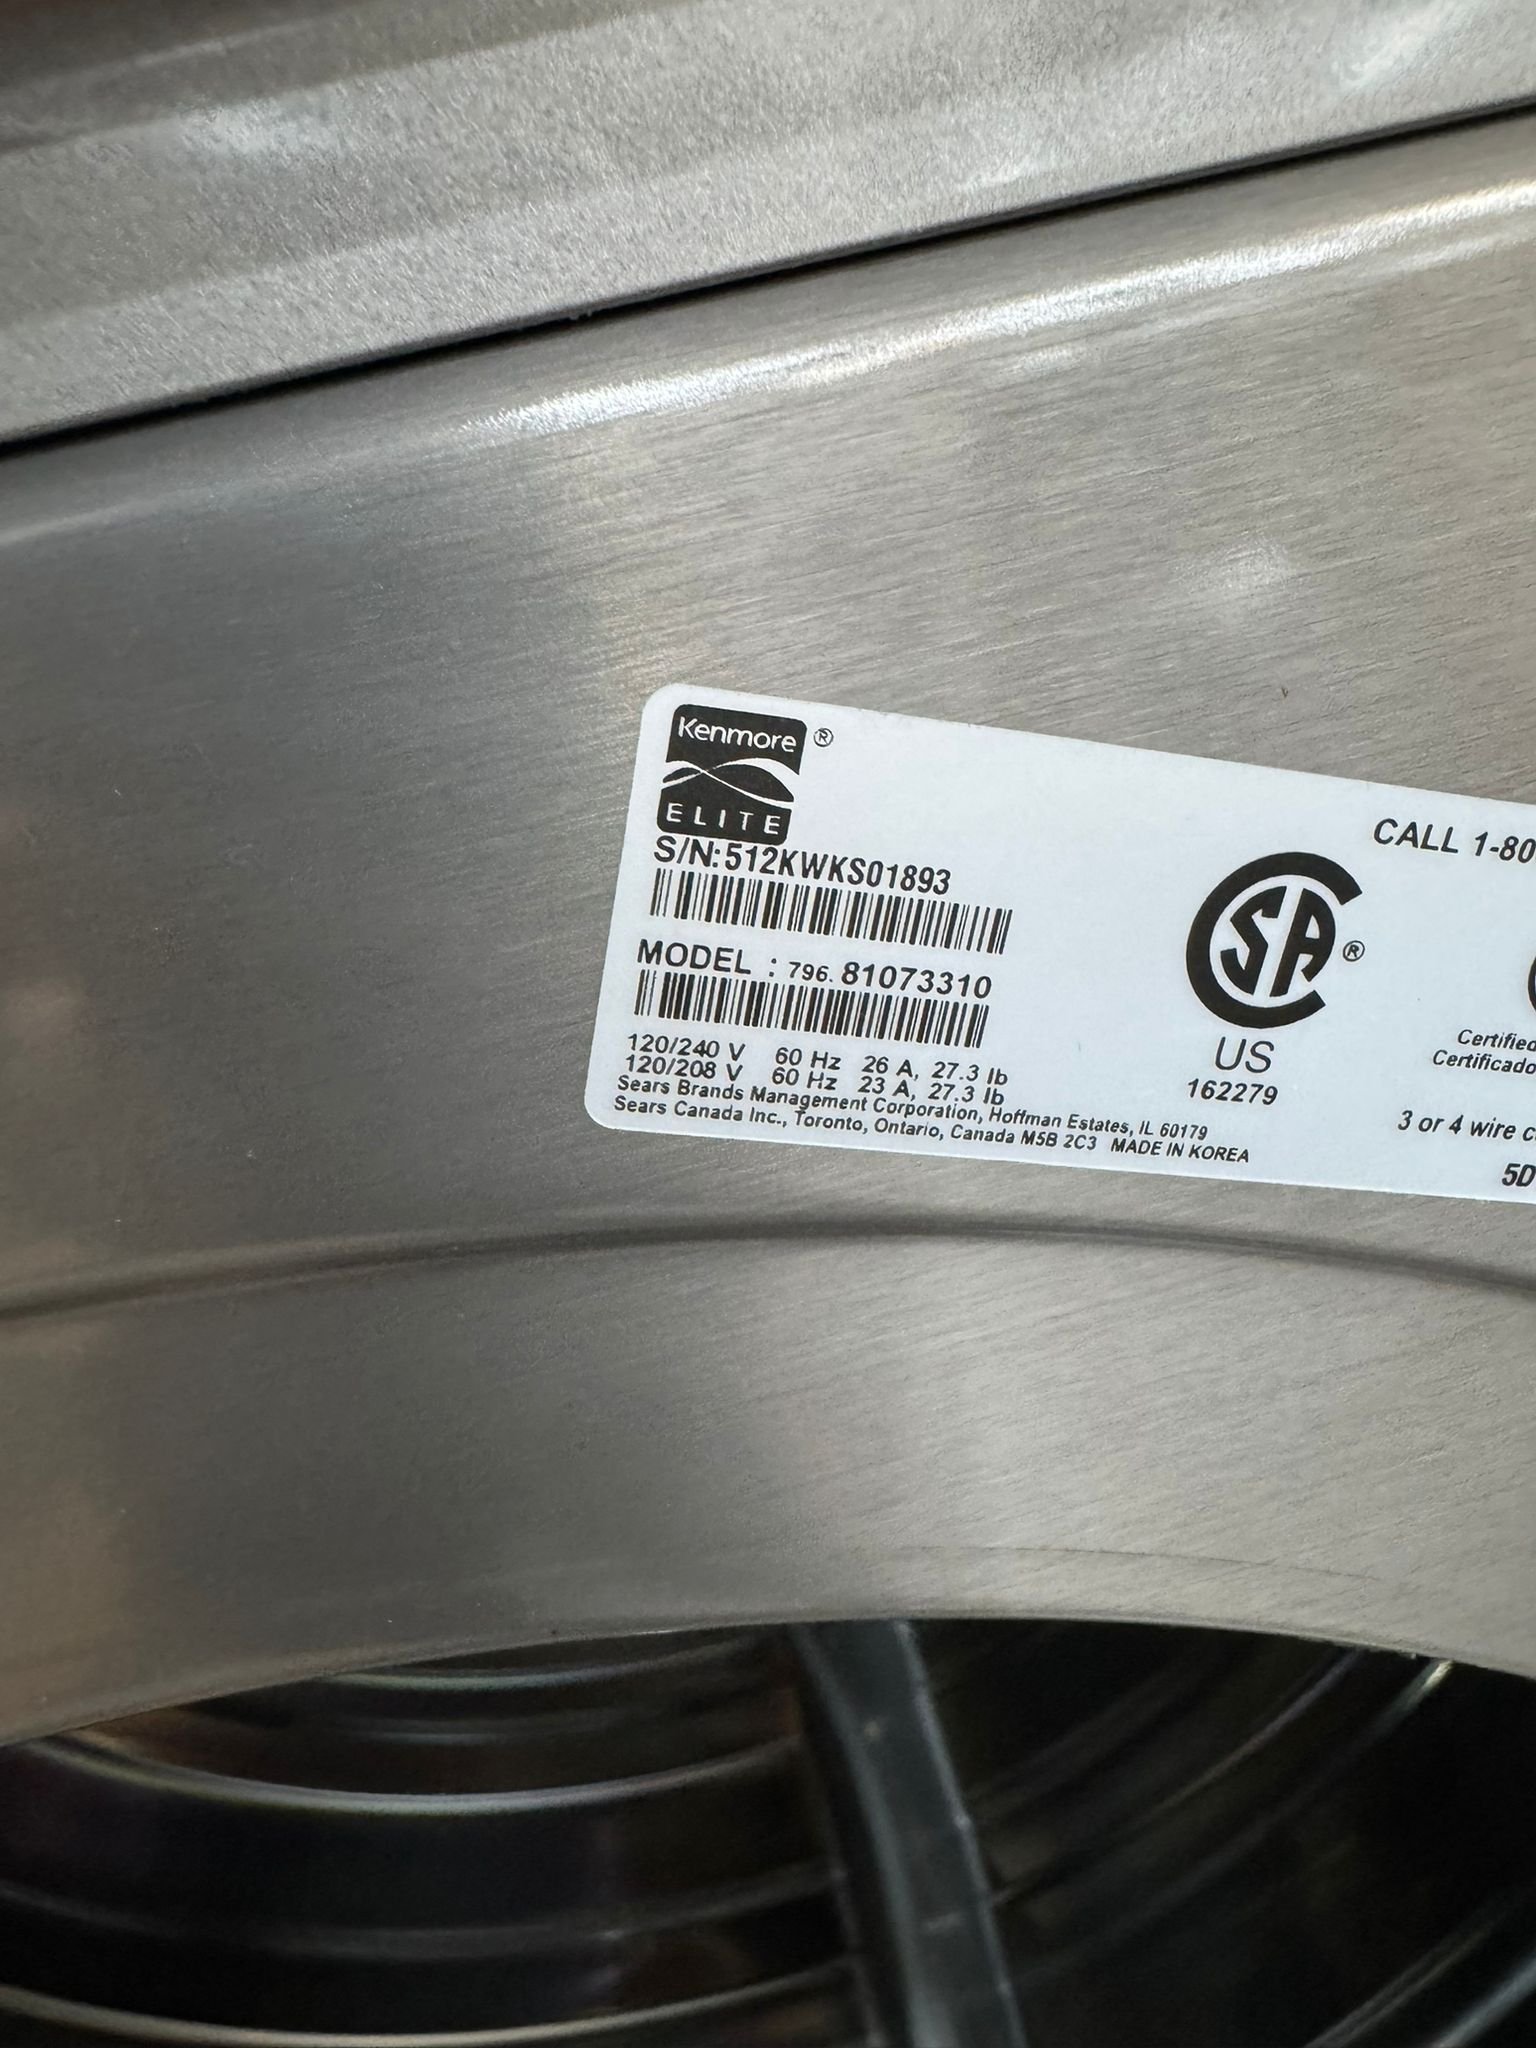 Kenmore ®
ELITE
S/N:512KWKS01893
MODEL : 796.81073310
120/240 V 60 Hz 26 A, 27.3 lb
120/208 V 60 Hz 23 A, 27.3 lb
Sears Brands Management Corporation, Hoffman Estates, IL 60179
Sears Canada Inc., Toronto, Ontario, Canada M5B 2C3 MADE IN KOREA
CSA ®
US
162279
CALL 1-80
Certified
Certificado
3 or 4 wire c
5D